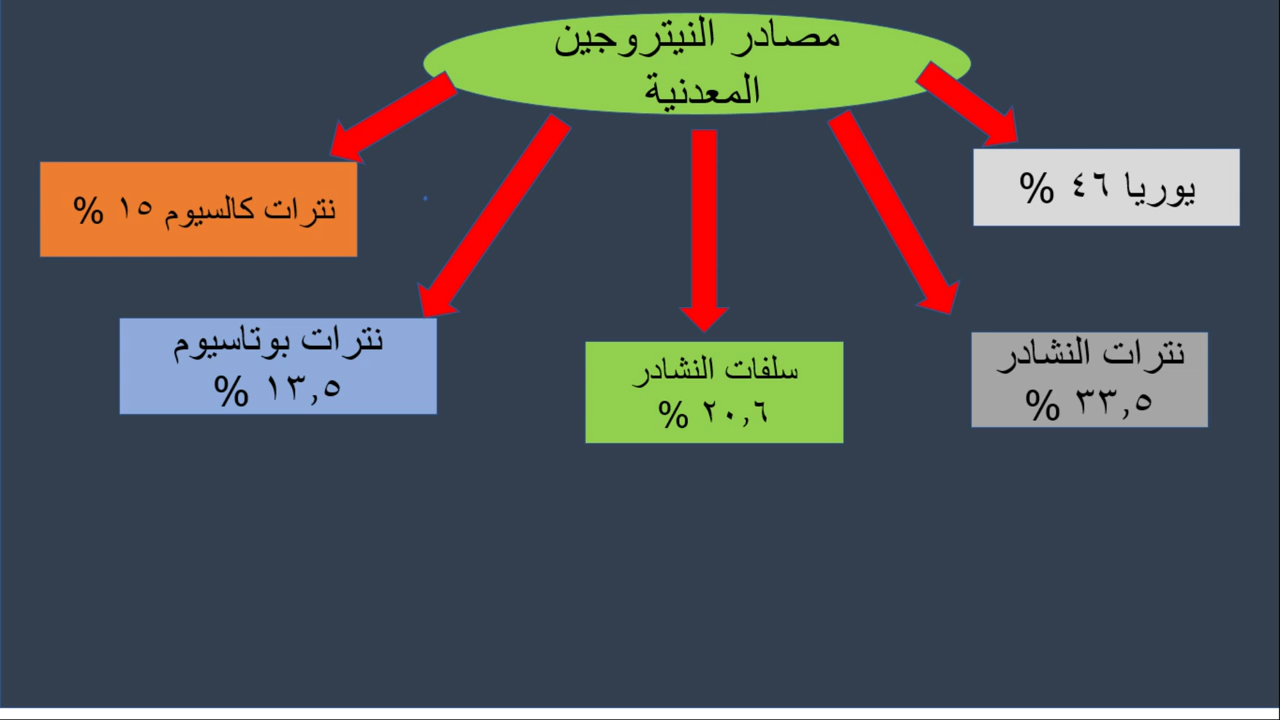 مصادر النيتروجين
المعدنية
يوريا ٤٦ %
نترات كالسيوم ١٥ %
نترات النشادر
٣٣,٥ %
سلفات النشادر
٢٠,٦ %
نترات بوتاسيوم
١٣,٥ %